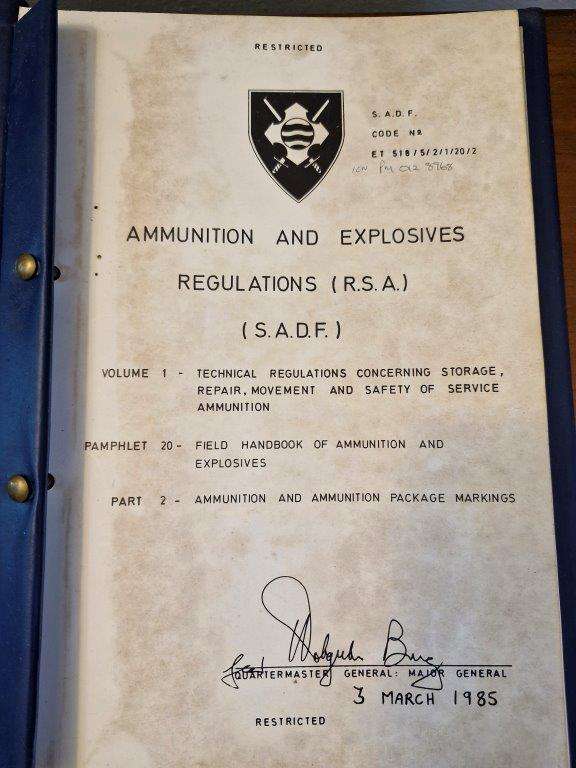 RESTRICTED
S.A.D.F.
CODE Nº
ET 518/5/2/1/20/2
AMMUNITION AND EXPLOSIVES
REGULATIONS (R.S.A.)
(S.A.D.F.)
VOLUME 1 - TECHNICAL REGULATIONS CONCERNING STORAGE,
REPAIR, MOVEMENT AND SAFETY OF SERVICE
AMMUNITION
PAMPHLET 20 - FIELD HANDBOOK OF AMMUNITION AND
EXPLOSIVES
PART 2 - AMMUNITION AND AMMUNITION PACKAGE MARKINGS
QUARTERMASTER GENERAL: MAJOR GENERAL
3 MARCH 1985
RESTRICTED